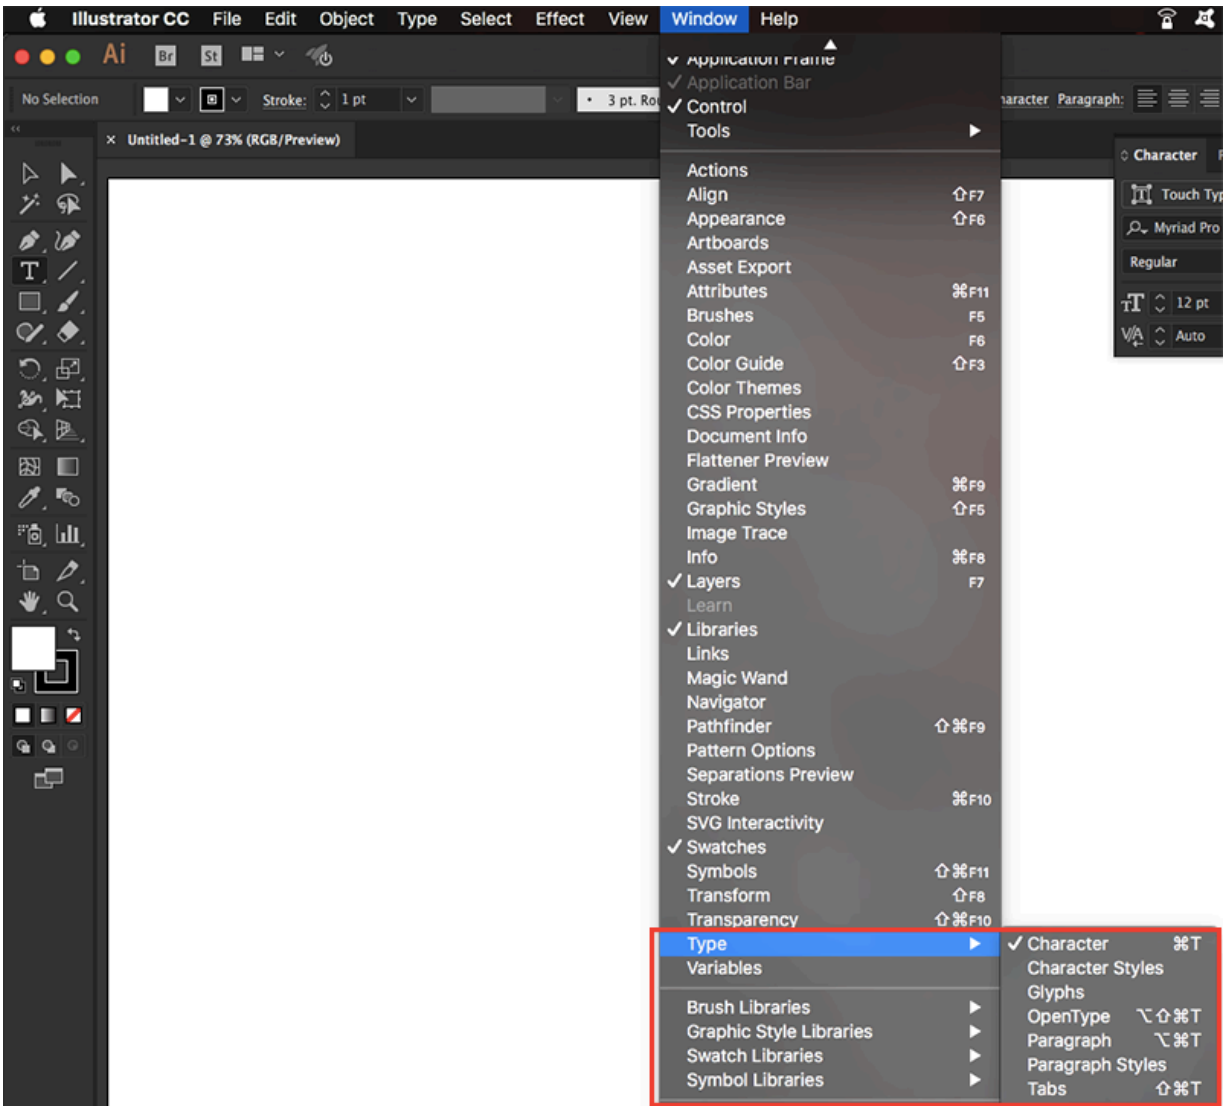 Illustrator CC File Edit Object Type Select Effect View Window Help
Ai Br St
No Selection Stroke: 1 pt 3 pt. Rou haracter Paragraph:
× Untitled-1 @ 73% (RGB/Preview)
✓ Application Frame
✓ Application Bar
✓ Control
Tools ▶
Actions
Align ⇧F7
Appearance ⇧F6
Artboards
Asset Export
Attributes ⌘F11
Brushes F5
Color F6
Color Guide ⇧F3
Color Themes
CSS Properties
Document Info
Flattener Preview
Gradient ⌘F9
Graphic Styles ⇧F5
Image Trace
Info ⌘F8
✓ Layers F7
Learn
✓ Libraries
Links
Magic Wand
Navigator
Pathfinder ⇧⌘F9
Pattern Options
Separations Preview
Stroke ⌘F10
SVG Interactivity
✓ Swatches
Symbols ⇧⌘F11
Transform ⇧F8
Transparency ⇧⌘F10
Type ▶
Variables
Brush Libraries ▶
Graphic Style Libraries ▶
Swatch Libraries ▶
Symbol Libraries ▶
✓ Character ⌘T
Character Styles
Glyphs
OpenType ⌥⇧⌘T
Paragraph ⌥⌘T
Paragraph Styles
Tabs ⇧⌘T
Character
Touch Typ
Myriad Pro
Regular
12 pt
Auto